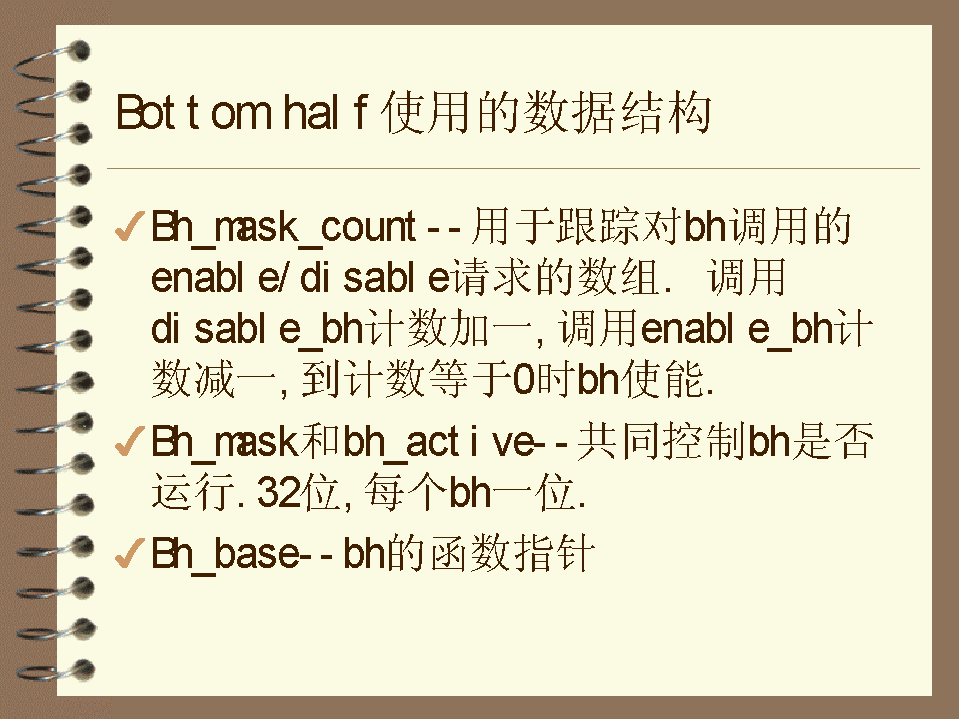 Bottom half 使用的数据结构
Bh_mask_count--用于跟踪对bh调用的
enable/disable请求的数组. 调用
disable_bh计数加一,调用enable_bh计
数减一,到计数等于0时bh使能.
Bh_mask和bh_active--共同控制bh是否
运行.32位,每个bh一位.
Bh_base--bh的函数指针